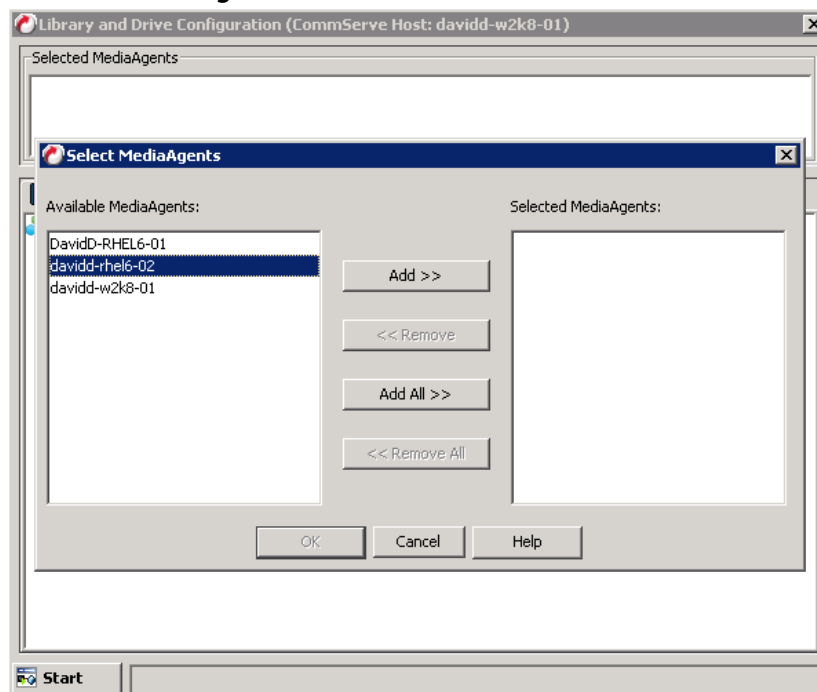 Library and Drive Configuration (CommServe Host: davidd-w2k8-01)
Selected MediaAgents
Select MediaAgents
Available MediaAgents:
Selected MediaAgents:
DavidD-RHEL6-01
davidd-rhel6-02
davidd-w2k8-01
Add >>
<< Remove
Add All >>
<< Remove All
OK
Cancel
Help
Start